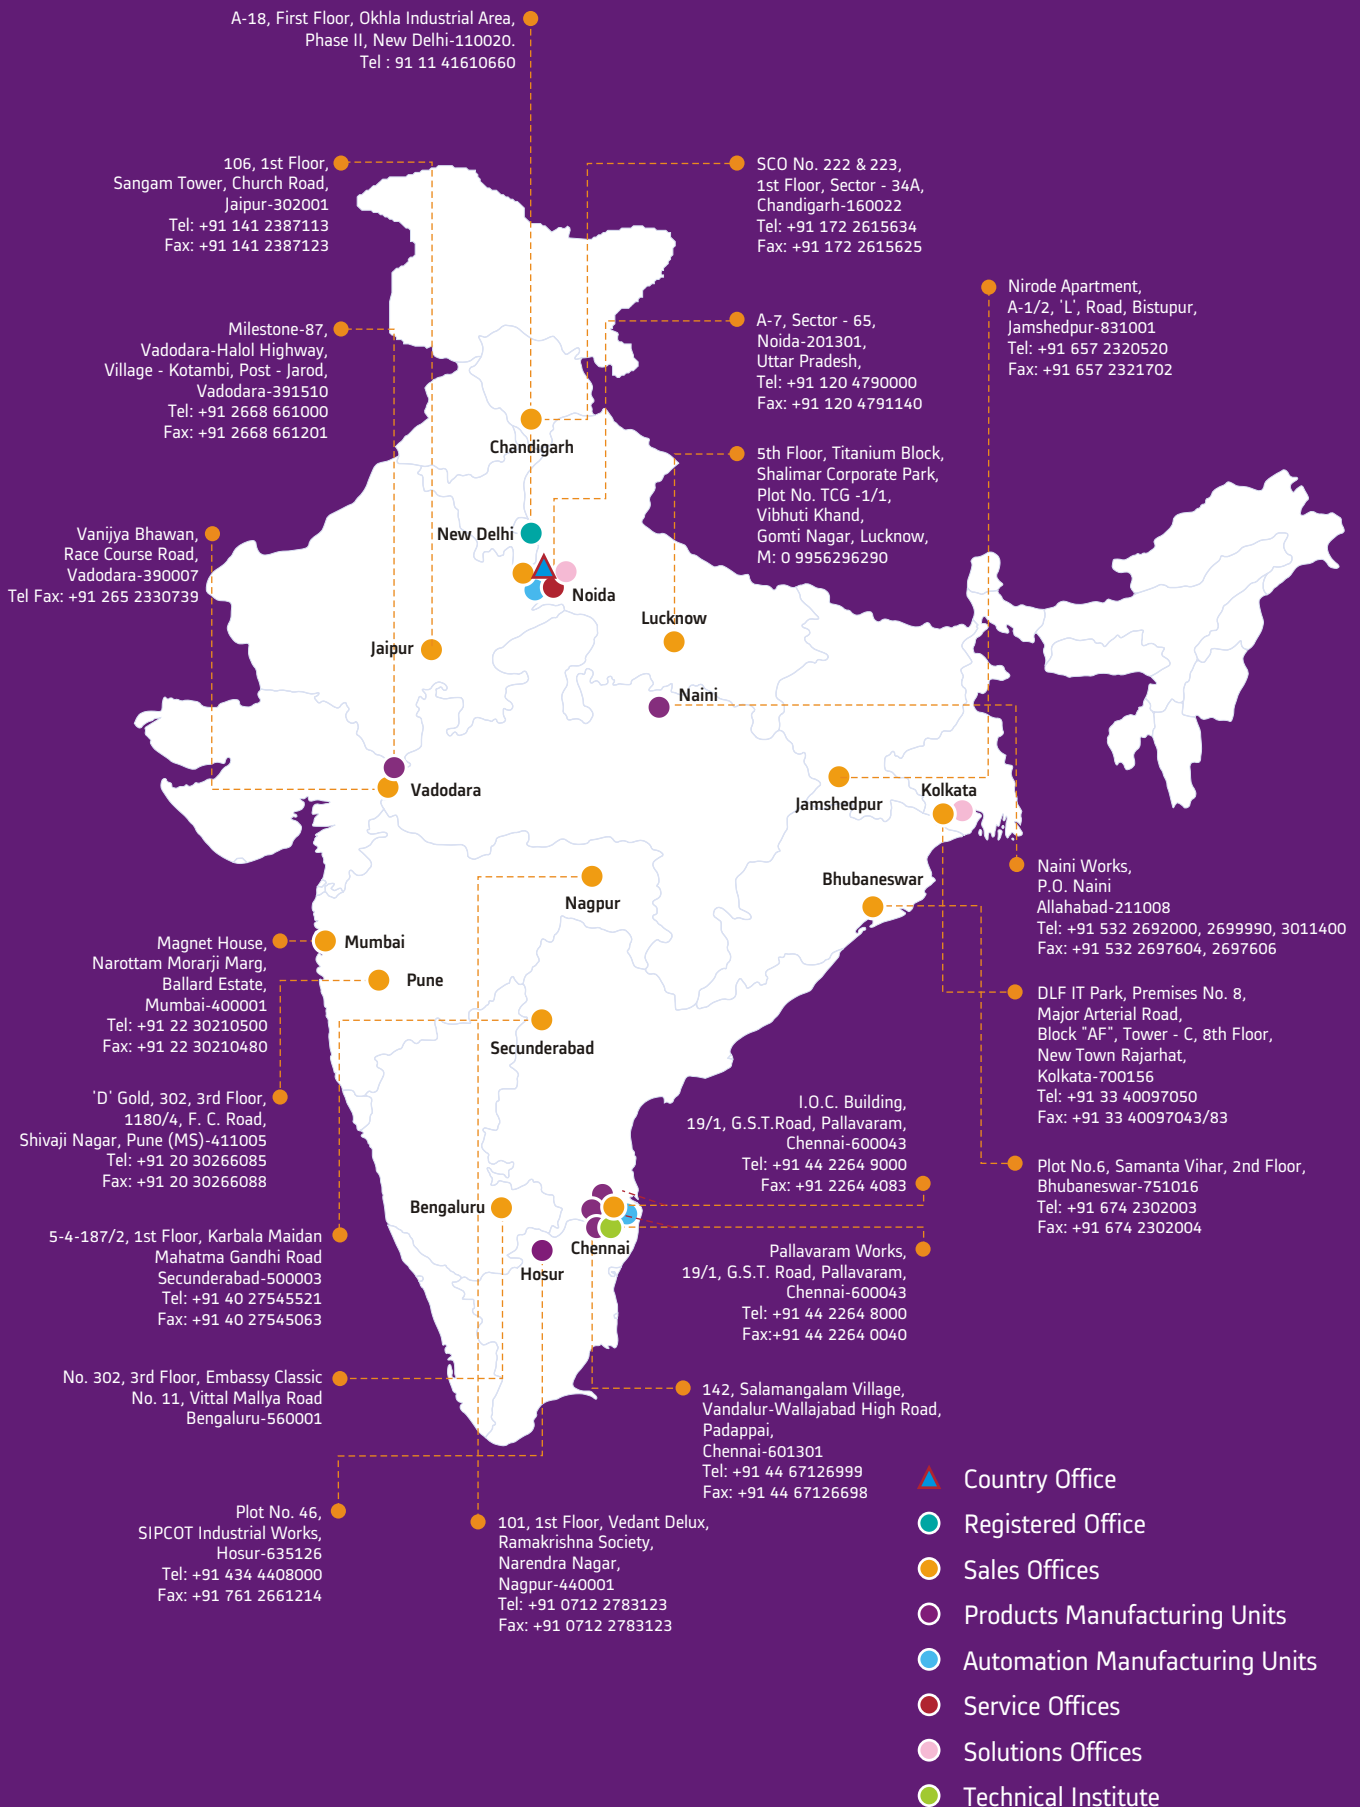 A-18, First Floor, Okhla Industrial Area,
Phase II, New Delhi-110020.
Tel : 91 11 41610660
106, 1st Floor,
Sangam Tower, Church Road,
Jaipur-302001
Tel: +91 141 2387113
Fax: +91 141 2387123
SCO No. 222 & 223,
1st Floor, Sector - 34A,
Chandigarh-160022
Tel: +91 172 2615634
Fax: +91 172 2615625
Nirode Apartment,
A-1/2, 'L', Road, Bistupur,
Jamshedpur-831001
Tel: +91 657 2320520
Fax: +91 657 2321702
Milestone-87,
Vadodara-Halol Highway,
Village - Kotambi, Post - Jarod,
Vadodara-391510
Tel: +91 2668 661000
Fax: +91 2668 661201
A-7, Sector - 65,
Noida-201301,
Uttar Pradesh,
Tel: +91 120 4790000
Fax: +91 120 4791140
Chandigarh
5th Floor, Titanium Block,
Shalimar Corporate Park,
Plot No. TCG -1/1,
Vibhuti Khand,
Gomti Nagar, Lucknow,
M: 0 9956296290
Vanijya Bhawan,
Race Course Road,
Vadodara-390007
Tel Fax: +91 265 2330739
New Delhi
Noida
Lucknow
Jaipur
Naini
Vadodara
Jamshedpur
Kolkata
Bhubaneswar
Nagpur
Naini Works,
P.O. Naini
Allahabad-211008
Tel: +91 532 2692000, 2699990, 3011400
Fax: +91 532 2697604, 2697606
Magnet House,
Narottam Morarji Marg,
Ballard Estate,
Mumbai-400001
Tel: +91 22 30210500
Fax: +91 22 30210480
Mumbai
Pune
Secunderabad
DLF IT Park, Premises No. 8,
Major Arterial Road,
Block "AF", Tower - C, 8th Floor,
New Town Rajarhat,
Kolkata-700156
Tel: +91 33 40097050
Fax: +91 33 40097043/83
'D' Gold, 302, 3rd Floor,
1180/4, F. C. Road,
Shivaji Nagar, Pune (MS)-411005
Tel: +91 20 30266085
Fax: +91 20 30266088
I.O.C. Building,
19/1, G.S.T.Road, Pallavaram,
Chennai-600043
Tel: +91 44 2264 9000
Fax: +91 2264 4083
Plot No.6, Samanta Vihar, 2nd Floor,
Bhubaneswar-751016
Tel: +91 674 2302003
Fax: +91 674 2302004
Bengaluru
Chennai
Hosur
5-4-187/2, 1st Floor, Karbala Maidan
Mahatma Gandhi Road
Secunderabad-500003
Tel: +91 40 27545521
Fax: +91 40 27545063
Pallavaram Works,
19/1, G.S.T. Road, Pallavaram,
Chennai-600043
Tel: +91 44 2264 8000
Fax:+91 44 2264 0040
No. 302, 3rd Floor, Embassy Classic
No. 11, Vittal Mallya Road
Bengaluru-560001
142, Salamangalam Village,
Vandalur-Wallajabad High Road,
Padappai,
Chennai-601301
Tel: +91 44 67126999
Fax: +91 44 67126698
Plot No. 46,
SIPCOT Industrial Works,
Hosur-635126
Tel: +91 434 4408000
Fax: +91 761 2661214
101, 1st Floor, Vedant Delux,
Ramakrishna Society,
Narendra Nagar,
Nagpur-440001
Tel: +91 0712 2783123
Fax: +91 0712 2783123
Country Office
Registered Office
Sales Offices
Products Manufacturing Units
Automation Manufacturing Units
Service Offices
Solutions Offices
Technical Institute